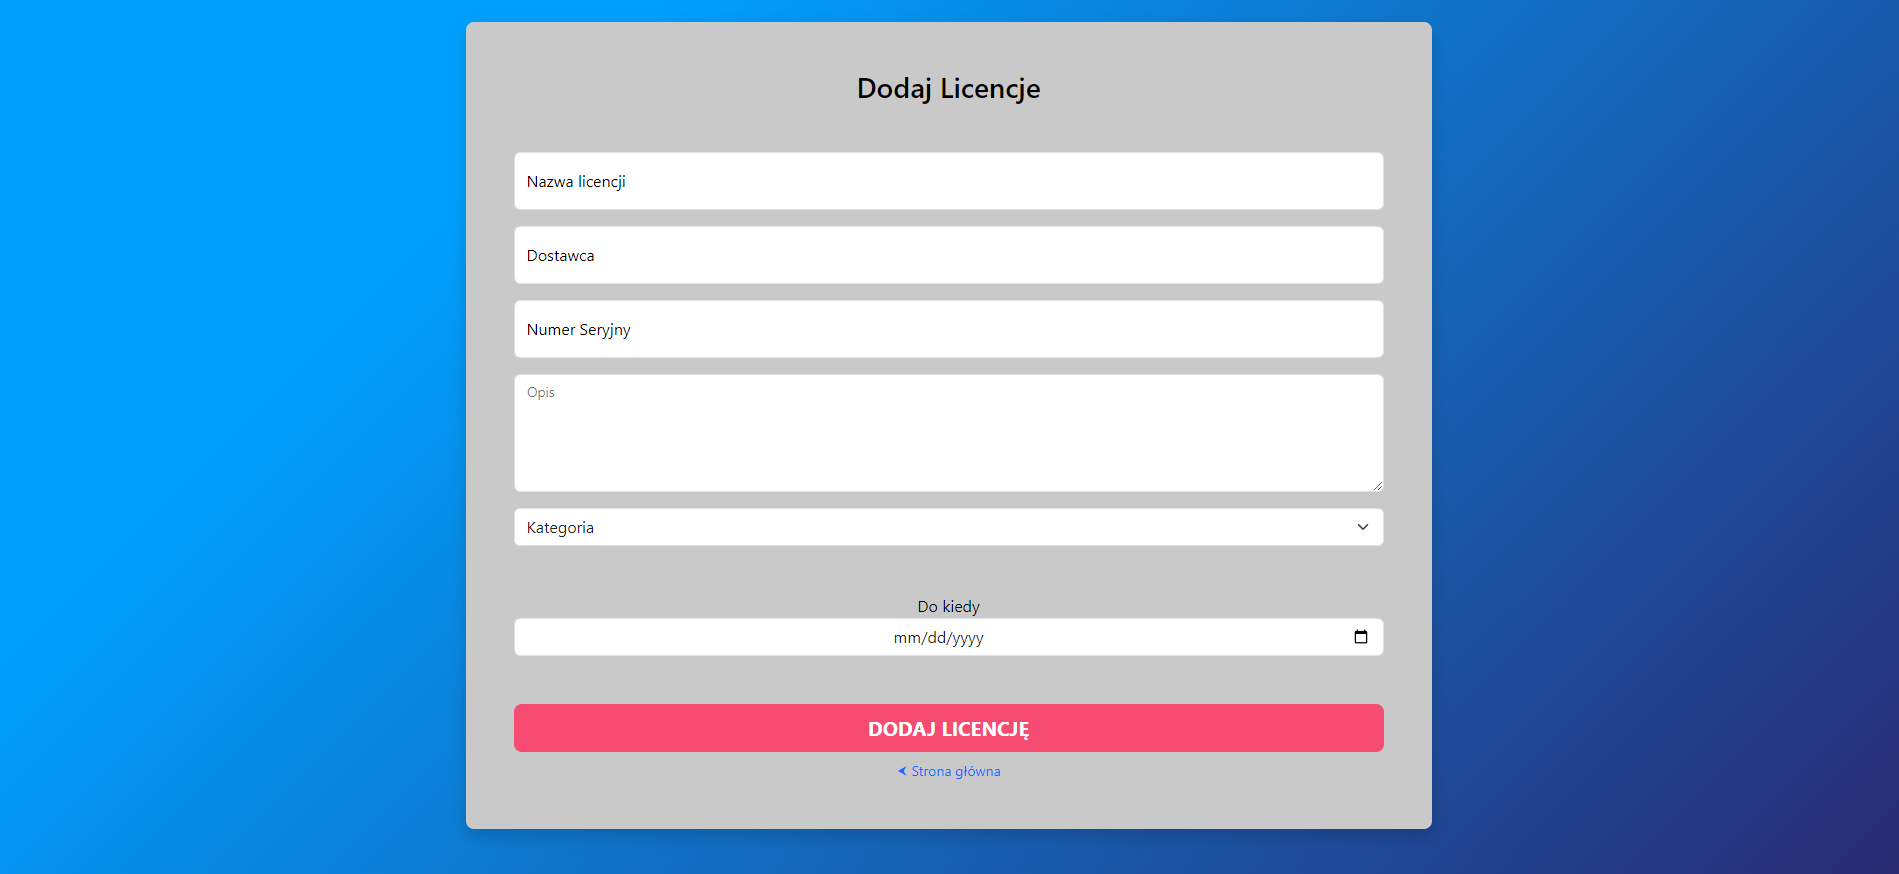 Dodaj Licencje
Nazwa licencji
Dostawca
Numer Seryjny
Opis
Kategoria
Do kiedy
mm/dd/yyyy
DODAJ LICENCJĘ
Strona główna